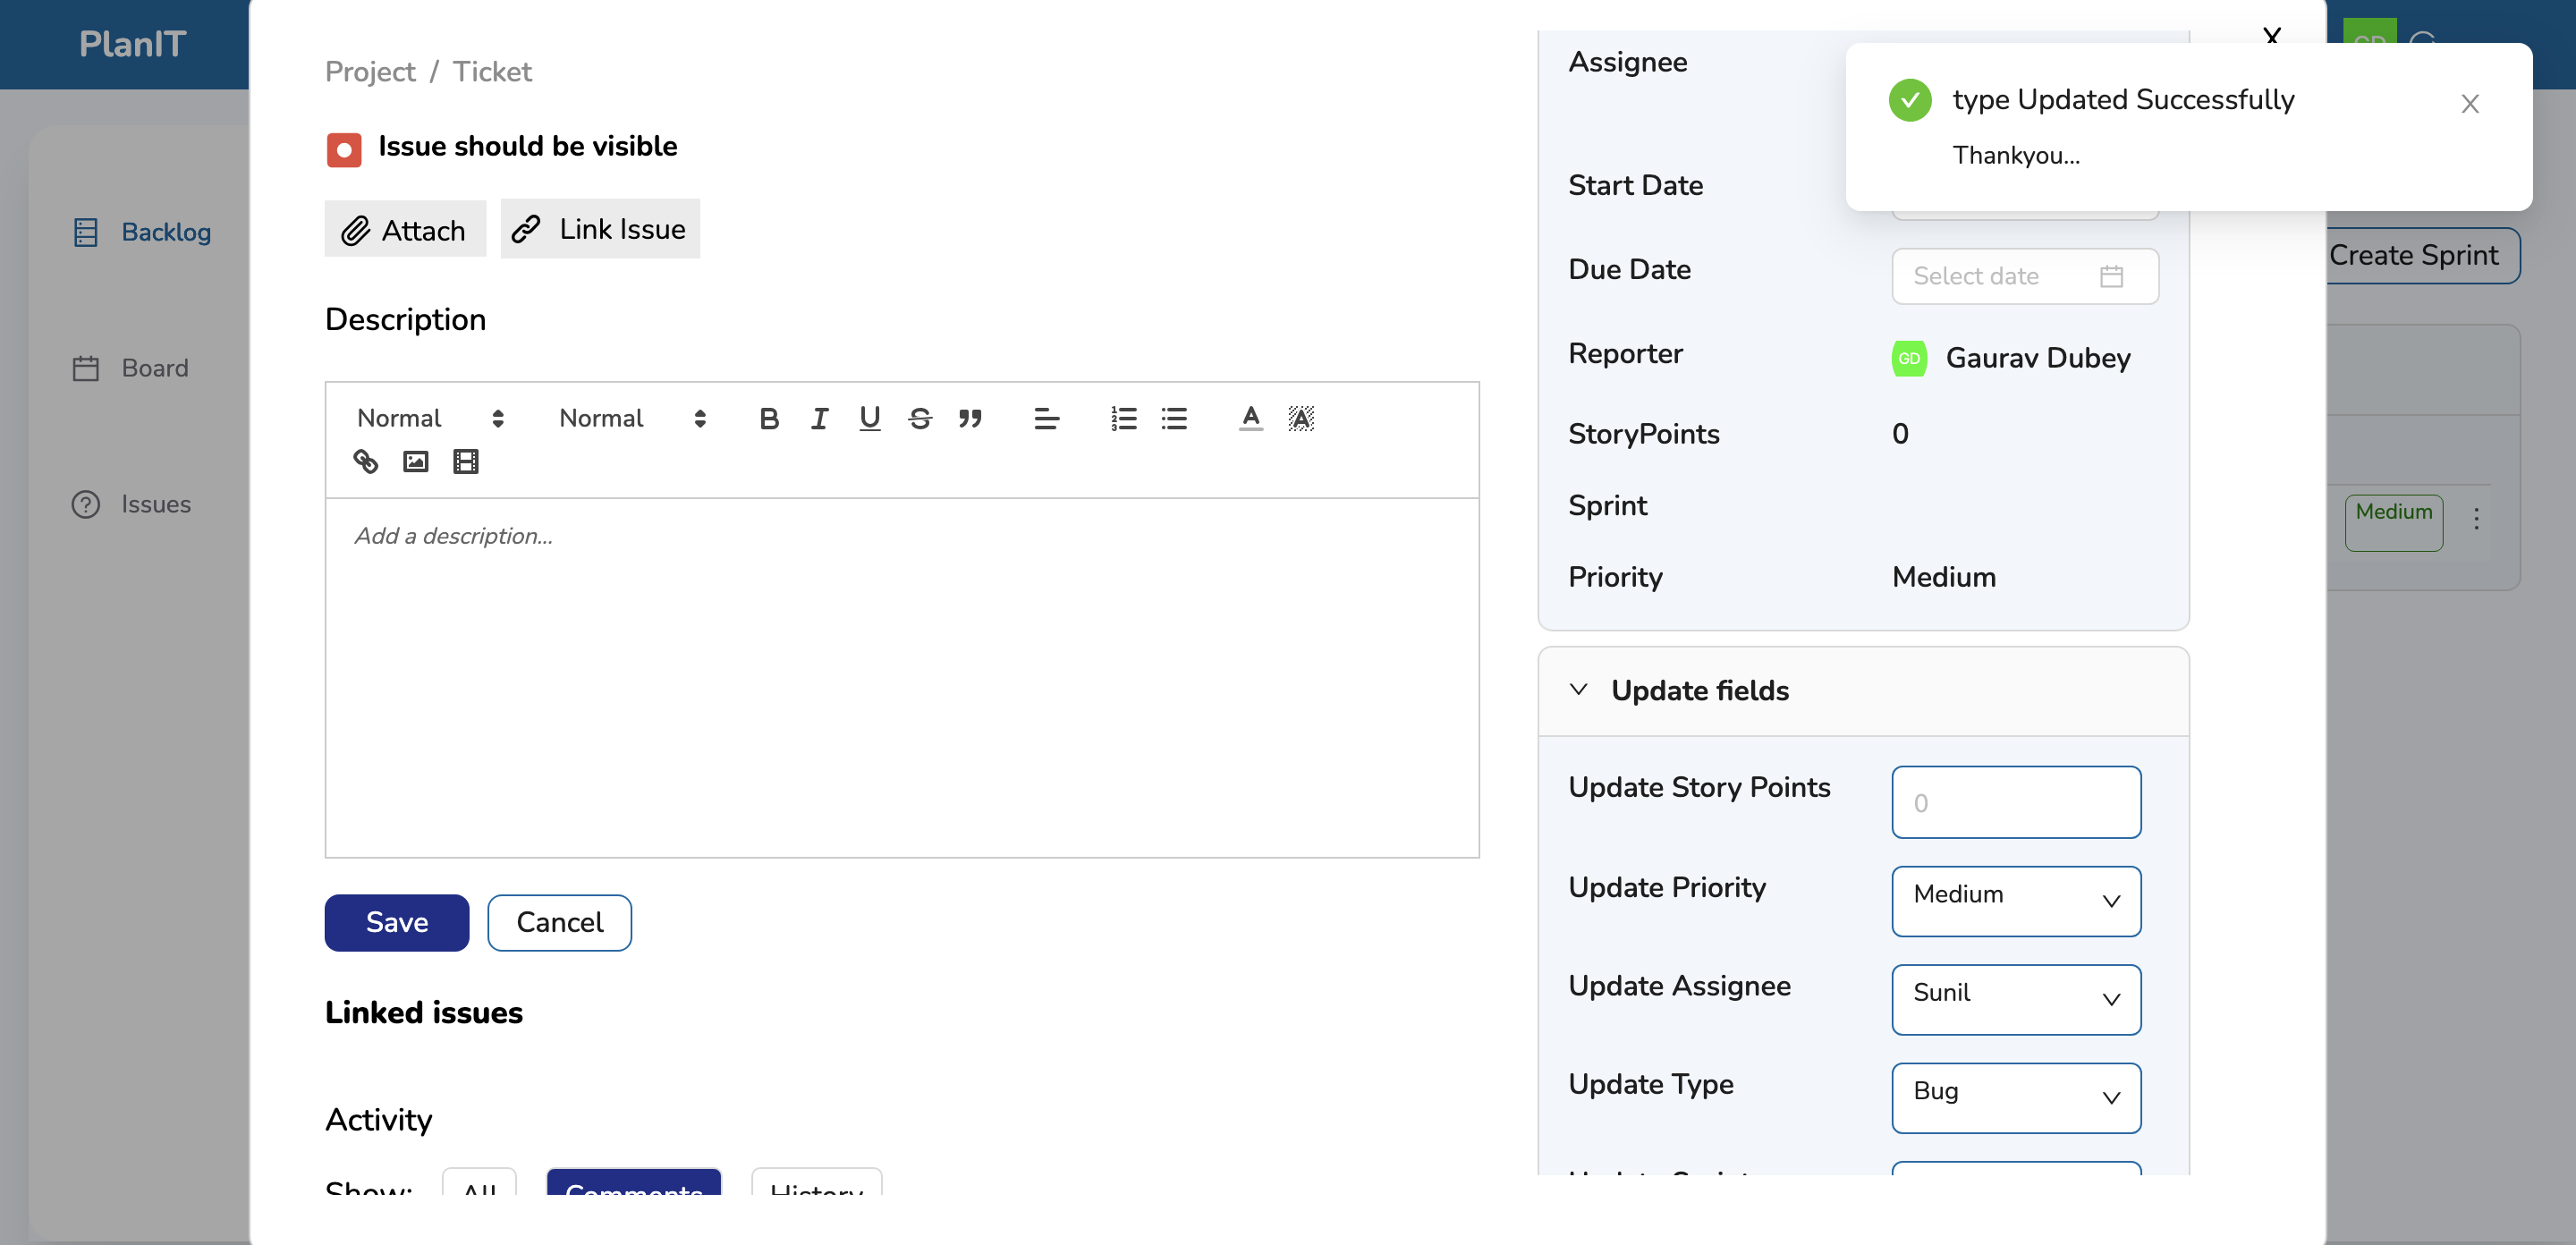 PlanIT
Backlog
Board
Issues
Project / Ticket
Issue should be visible
Attach
Link Issue
Description
Normal
Normal
Add a description...
Save
Cancel
Linked issues
Activity
Show:
All
Comments
History
X
Assignee
Start Date
Due Date
Select date
Reporter
GD
Gaurav Dubey
StoryPoints
0
Sprint
Priority
Medium
Update fields
Update Story Points
0
Update Priority
Medium
Update Assignee
Sunil
Update Type
Bug
Update Sprint
GD
type Updated Successfully
Thankyou...
Create Sprint
Medium